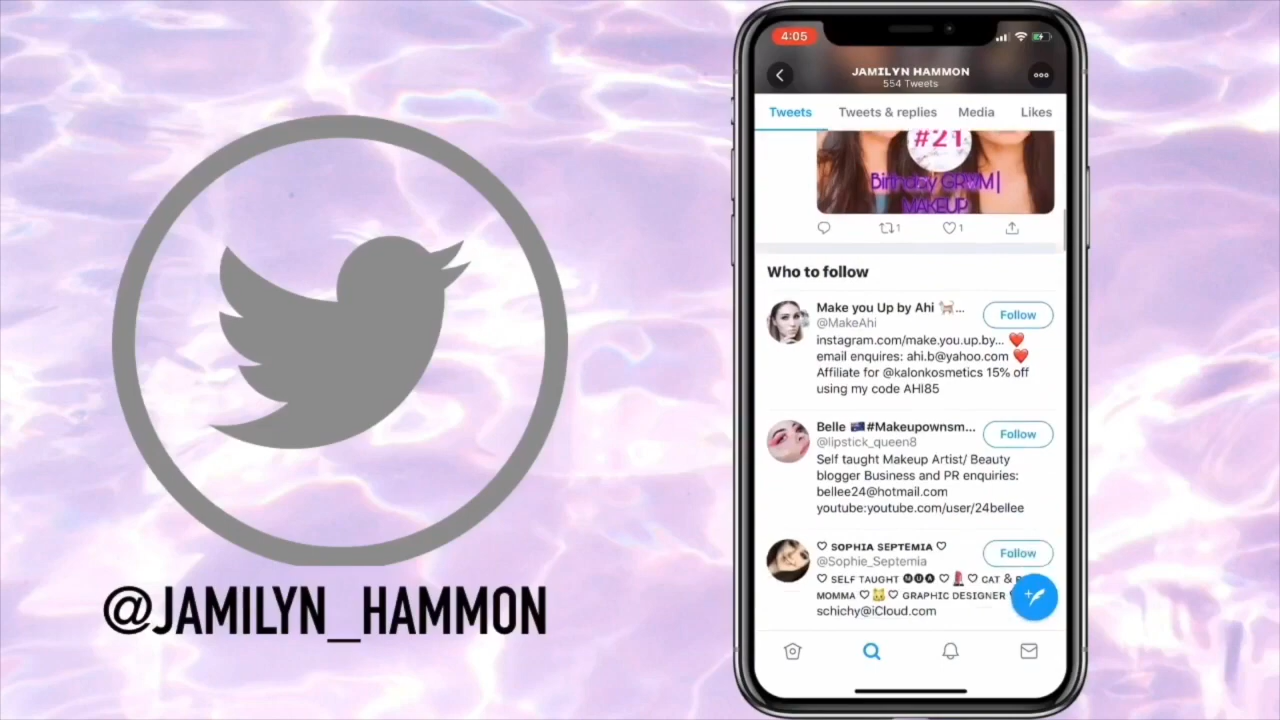 @JAMILYN_HAMMON
4:05
JAMILYN HAMMON
554 Tweets
Tweets
Tweets & replies
Media
Likes
#21
Birthday GRWM|
MAKEUP
1
1
Who to follow
Make you Up by Ahi 🐈...
Follow
@MakeAhi
instagram.com/make.you.up.by... ❤️
email enquires: ahi.b@yahoo.com ❤️
Affiliate for @kalonkosmetics 15% off
using my code AHI85
Belle 🇦🇺#Makeupownsm...
Follow
@lipstick_queen8
Self taught Makeup Artist/ Beauty
blogger Business and PR enquiries:
bellee24@hotmail.com
youtube:youtube.com/user/24bellee
♡ SOPHIA SEPTEMIA ♡
Follow
@Sophie_Septemia
♡ SELF TAUGHT 🅜🅤🅐 ♡ 💄 ♡ CAT &
MOMMA ♡ 🐱 ♡ GRAPHIC DESIGNER
schichy@iCloud.com